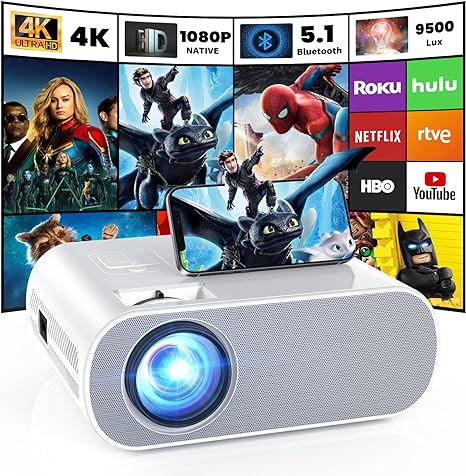 4K
ULTRA HD
4K
HD
1080P
NATIVE
5.1
Bluetooth
9500
Lux
Roku
hulu
NETFLIX
rtve
HBO
YouTube